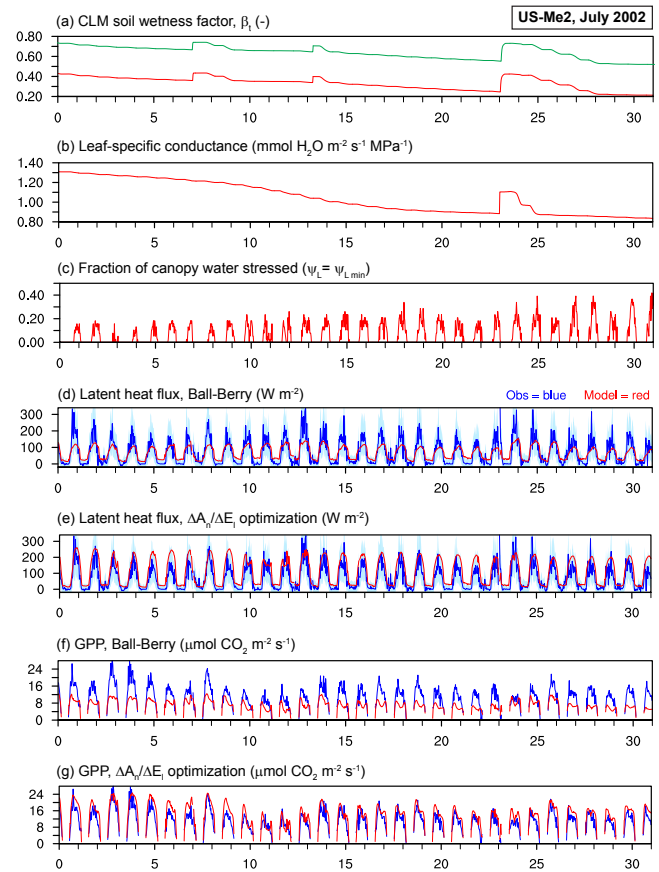 (a) CLM soil wetness factor, βt (-)
US-Me2, July 2002
0.80
0.60
0.40
0.20
0 5 10 15 20 25 30
(b) Leaf-specific conductance (mmol H2O m-2 s-1 MPa-1)
1.40
1.20
1.00
0.80
0 5 10 15 20 25 30
(c) Fraction of canopy water stressed (ψL= ψL min)
0.40
0.20
0.00
0 5 10 15 20 25 30
(d) Latent heat flux, Ball-Berry (W m-2)
Obs = blue Model = red
300
200
100
0
0 5 10 15 20 25 30
(e) Latent heat flux, ΔAn/ΔEl optimization (W m-2)
300
200
100
0
0 5 10 15 20 25 30
(f) GPP, Ball-Berry (μmol CO2 m-2 s-1)
24
16
8
0
0 5 10 15 20 25 30
(g) GPP, ΔAn/ΔEl optimization (μmol CO2 m-2 s-1)
24
16
8
0
0 5 10 15 20 25 30